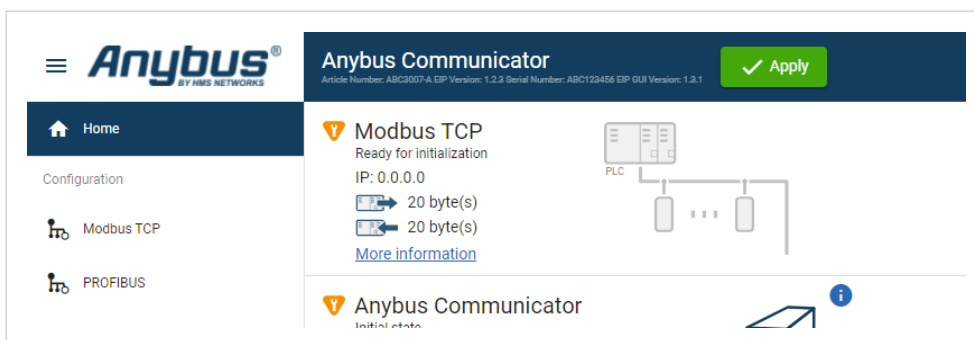 Anybus®
BY HMS NETWORKS
Anybus Communicator
Article Number: ABC3007-A EIP Version: 1.2.3 Serial Number: ABC123456 EIP GUI Version: 1.3.1
Apply
Home
Configuration
Modbus TCP
PROFIBUS
Modbus TCP
Ready for initialization
IP: 0.0.0.0
20 byte(s)
20 byte(s)
More information
PLC
Anybus Communicator
Initial state